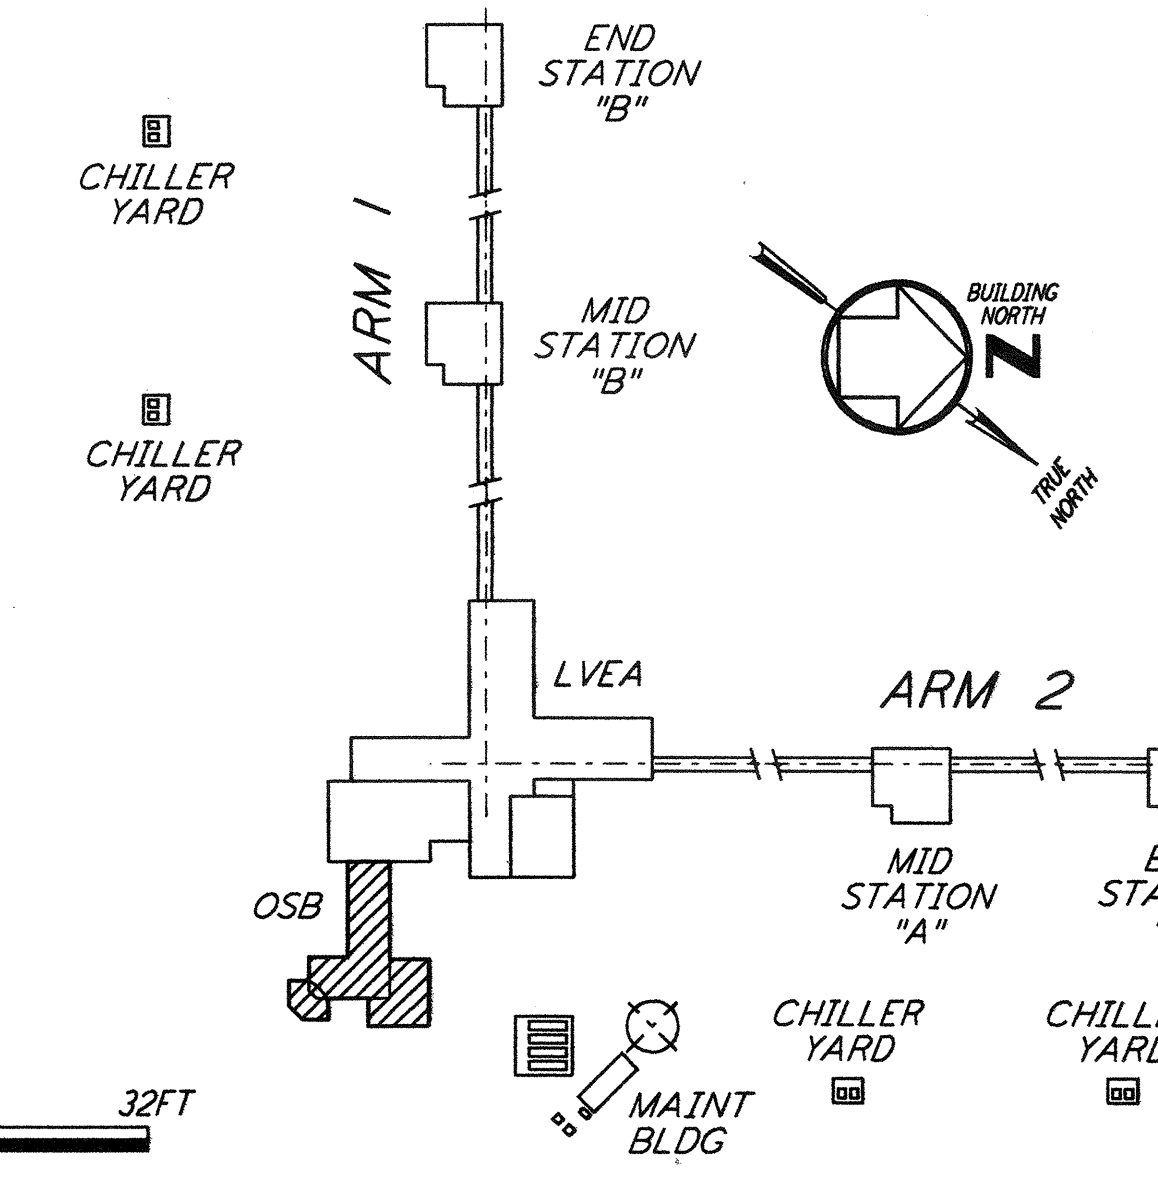 END
STATION
"B"
CHILLER
YARD
ARM 1
BUILDING
NORTH
N
MID
STATION
"B"
CHILLER
YARD
TRUE
NORTH
LVEA
ARM 2
MID
STATION
"A"
OSB
CHILLER
YARD
32FT
MAINT
BLDG